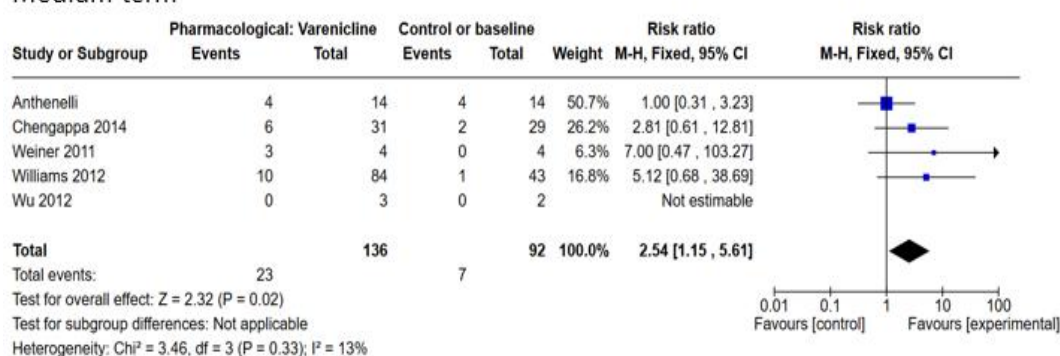 Medium term
Pharmacological: Varenicline Control or baseline Risk ratio Risk ratio
Study or Subgroup Events Total Events Total Weight M-H, Fixed, 95% CI M-H, Fixed, 95% CI
Anthenelli 4 14 4 14 50.7% 1.00 [0.31 , 3.23]
Chengappa 2014 6 31 2 29 26.2% 2.81 [0.61 , 12.81]
Weiner 2011 3 4 0 4 6.3% 7.00 [0.47 , 103.27]
Williams 2012 10 84 1 43 16.8% 5.12 [0.68 , 38.69]
Wu 2012 0 3 0 2 Not estimable
Total 136 92 100.0% 2.54 [1.15 , 5.61]
Total events: 23 7
Test for overall effect: Z = 2.32 (P = 0.02)
Test for subgroup differences: Not applicable
Heterogeneity: Chi² = 3.46, df = 3 (P = 0.33); I² = 13%
0.01 0.1 1 10 100
Favours [control] Favours [experimental]